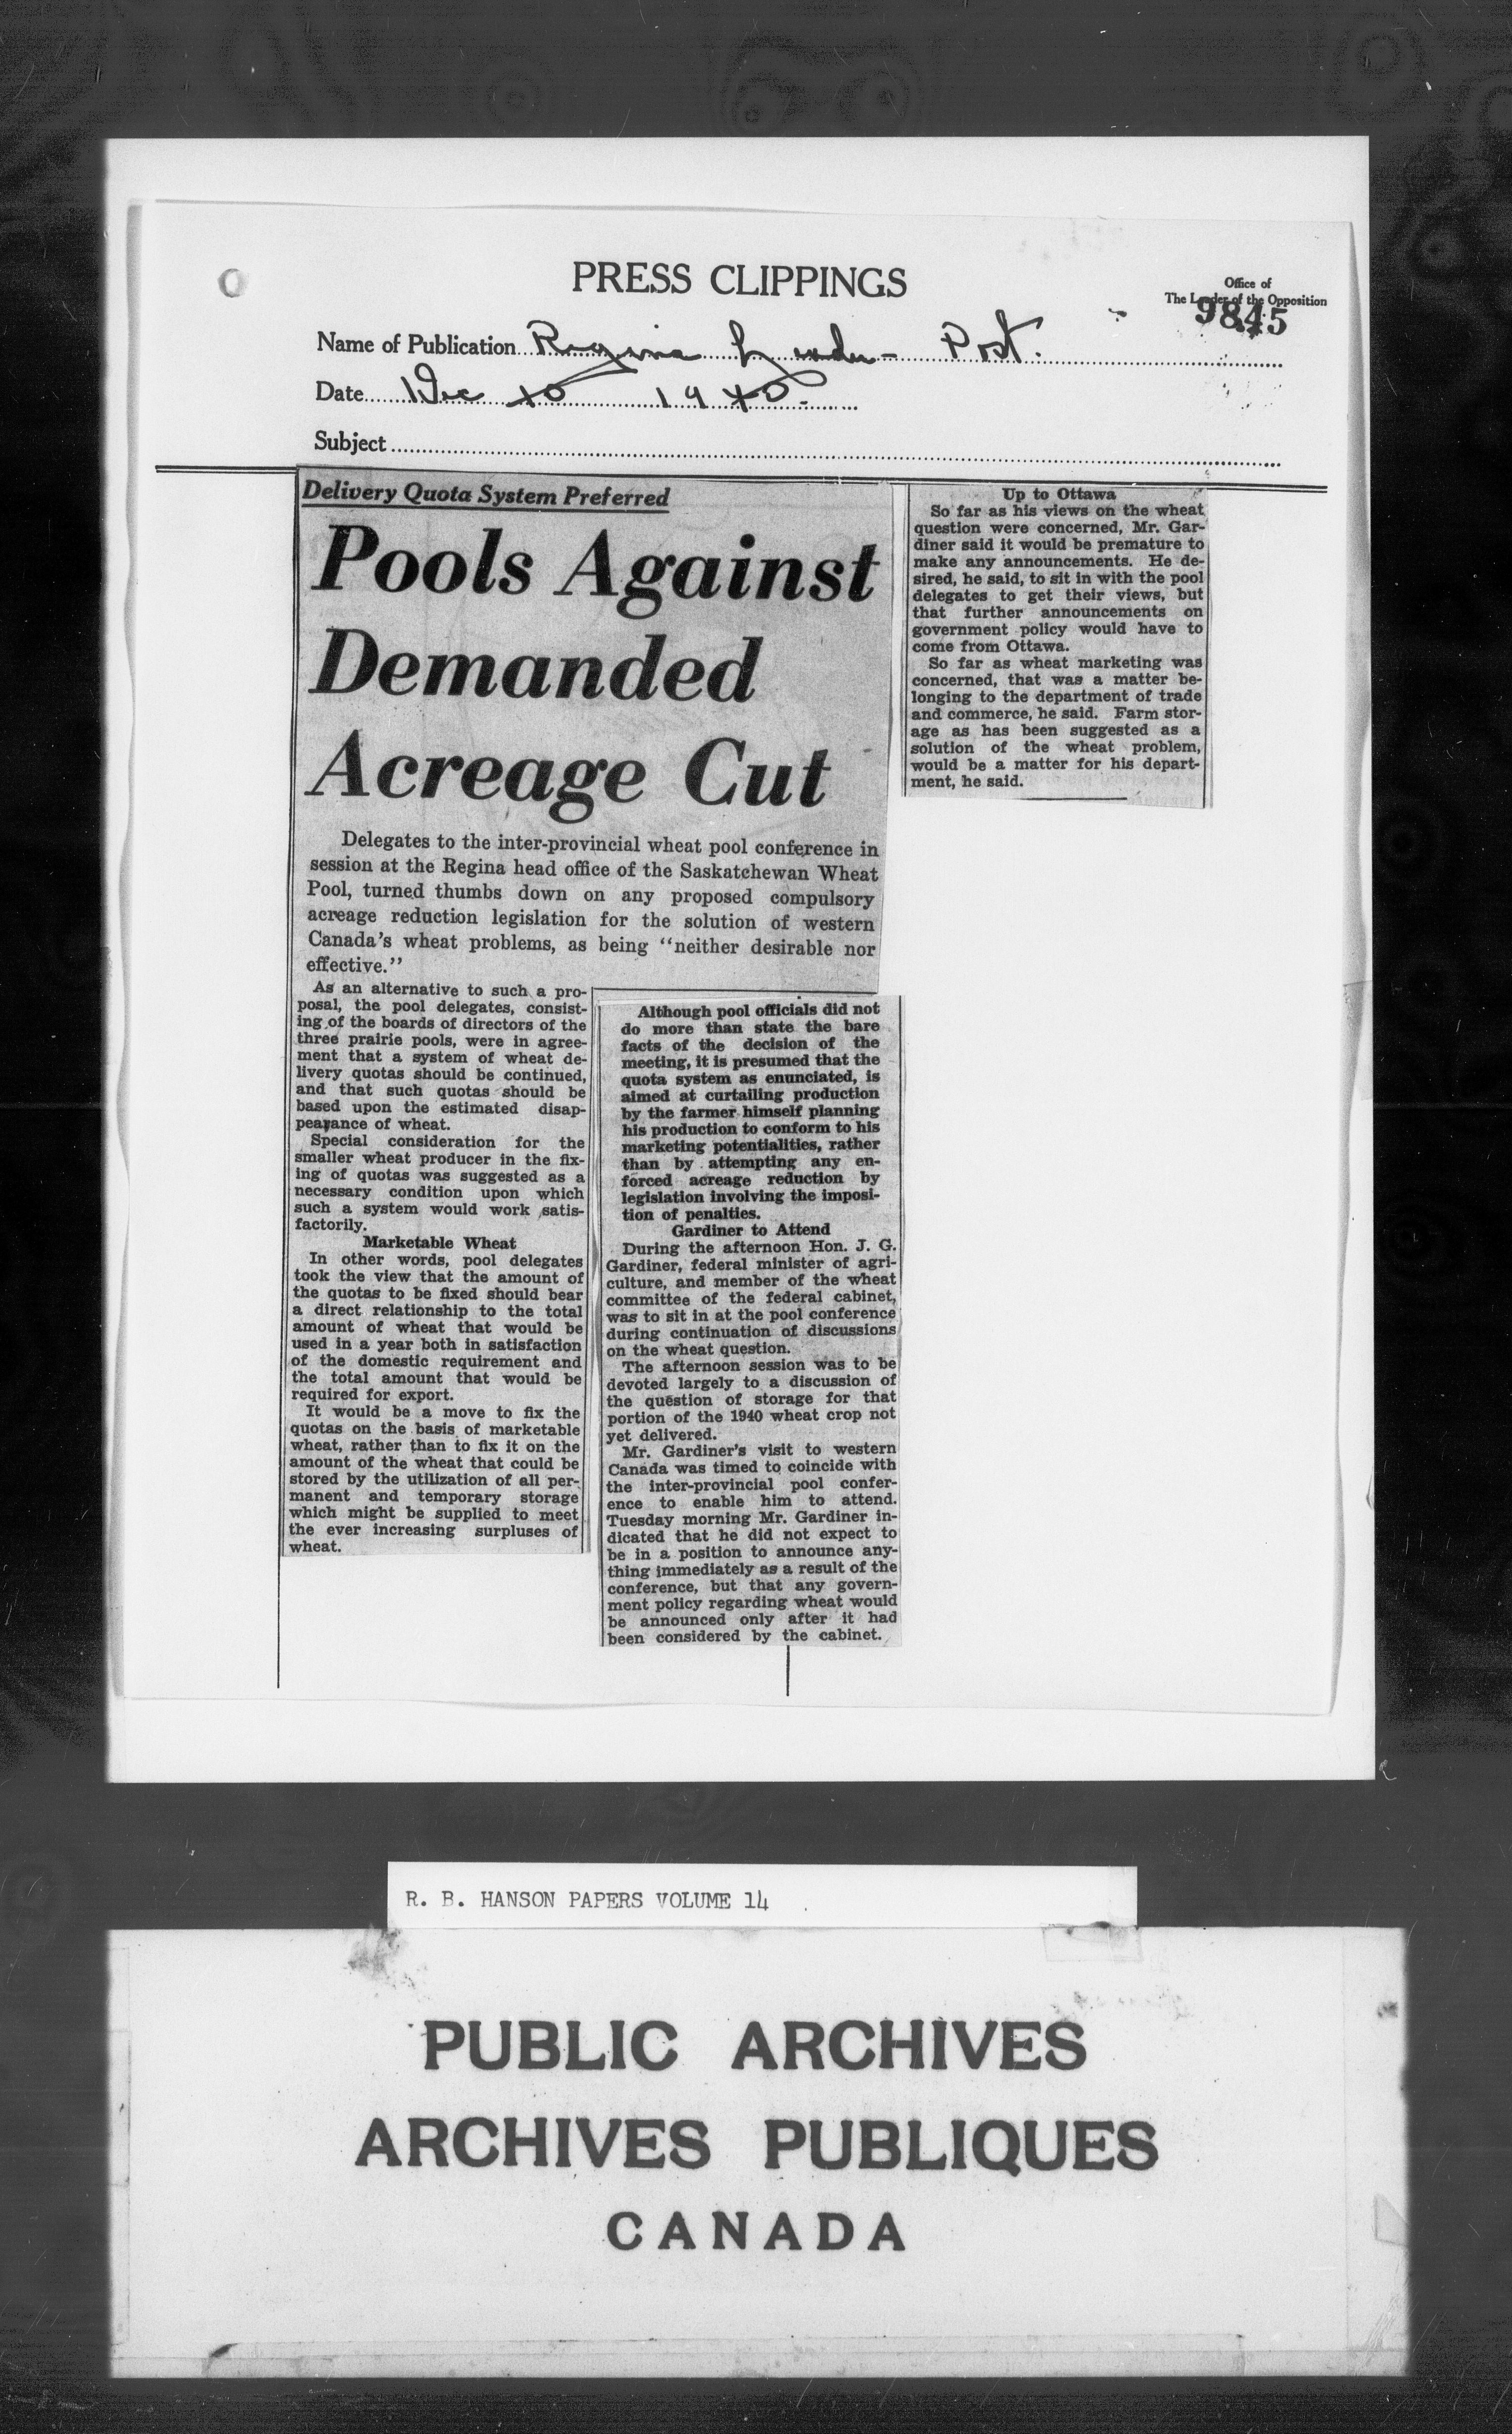 PRESS CLIPPINGS
Office of
The Leader of the Opposition
9845
Name of Publication Regina Leader-Post.
Date Dec 10 1940.
Subject
Delivery Quota System Preferred
Pools Against
Demanded
Acreage Cut
Delegates to the inter-provincial wheat pool conference in
session at the Regina head office of the Saskatchewan Wheat
Pool, turned thumbs down on any proposed compulsory
acreage reduction legislation for the solution of western
Canada's wheat problems, as being "neither desirable nor
effective."
As an alternative to such a pro-
posal, the pool delegates, consist-
ing of the boards of directors of the
three prairie pools, were in agree-
ment that a system of wheat de-
livery quotas should be continued,
and that such quotas should be
based upon the estimated disap-
pearance of wheat.
Special consideration for the
smaller wheat producer in the fix-
ing of quotas was suggested as a
necessary condition upon which
such a system would work satis-
factorily.
Marketable Wheat
In other words, pool delegates
took the view that the amount of
the quotas to be fixed should bear
a direct relationship to the total
amount of wheat that would be
used in a year both in satisfaction
of the domestic requirement and
the total amount that would be
required for export.
It would be a move to fix the
quotas on the basis of marketable
wheat, rather than to fix it on the
amount of the wheat that could be
stored by the utilization of all per-
manent and temporary storage
which might be supplied to meet
the ever increasing surpluses of
wheat.
Although pool officials did not
do more than state the bare
facts of the decision of the
meeting, it is presumed that the
quota system as enunciated, is
aimed at curtailing production
by the farmer himself planning
his production to conform to his
marketing potentialities, rather
than by attempting any en-
forced acreage reduction by
legislation involving the imposi-
tion of penalties.
Gardiner to Attend
During the afternoon Hon. J. G.
Gardiner, federal minister of agri-
culture, and member of the wheat
committee of the federal cabinet,
was to sit in at the pool conference
during continuation of discussions
on the wheat question.
The afternoon session was to be
devoted largely to a discussion of
the question of storage for that
portion of the 1940 wheat crop not
yet delivered.
Mr. Gardiner's visit to western
Canada was timed to coincide with
the inter-provincial pool confer-
ence to enable him to attend.
Tuesday morning Mr. Gardiner in-
dicated that he did not expect to
be in a position to announce any-
thing immediately as a result of the
conference, but that any govern-
ment policy regarding wheat would
be announced only after it had
been considered by the cabinet.
Up to Ottawa
So far as his views on the wheat
question were concerned, Mr. Gar-
diner said it would be premature to
make any announcements. He de-
sired, he said, to sit in with the pool
delegates to get their views, but
that further announcements on
government policy would have to
come from Ottawa.
So far as wheat marketing was
concerned, that was a matter be-
longing to the department of trade
and commerce, he said. Farm stor-
age as has been suggested as a
solution of the wheat problem,
would be a matter for his depart-
ment, he said.
R. B. HANSON PAPERS VOLUME 14
PUBLIC ARCHIVES
ARCHIVES PUBLIQUES
CANADA